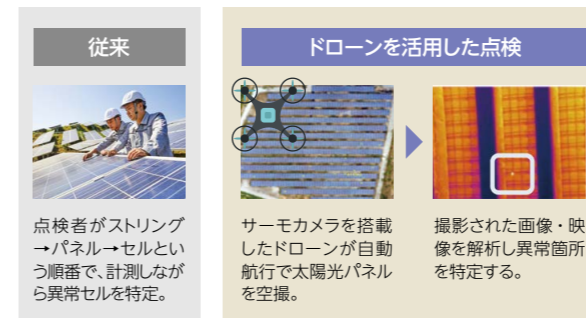 従来
点検者がストリング
→パネル→セルとい
う順番で、計測しなが
ら異常セルを特定。
ドローンを活用した点検
サーモカメラを搭載
したドローンが自動
航行で太陽光パネル
を空撮。
撮影された画像・映
像を解析し異常箇所
を特定する。